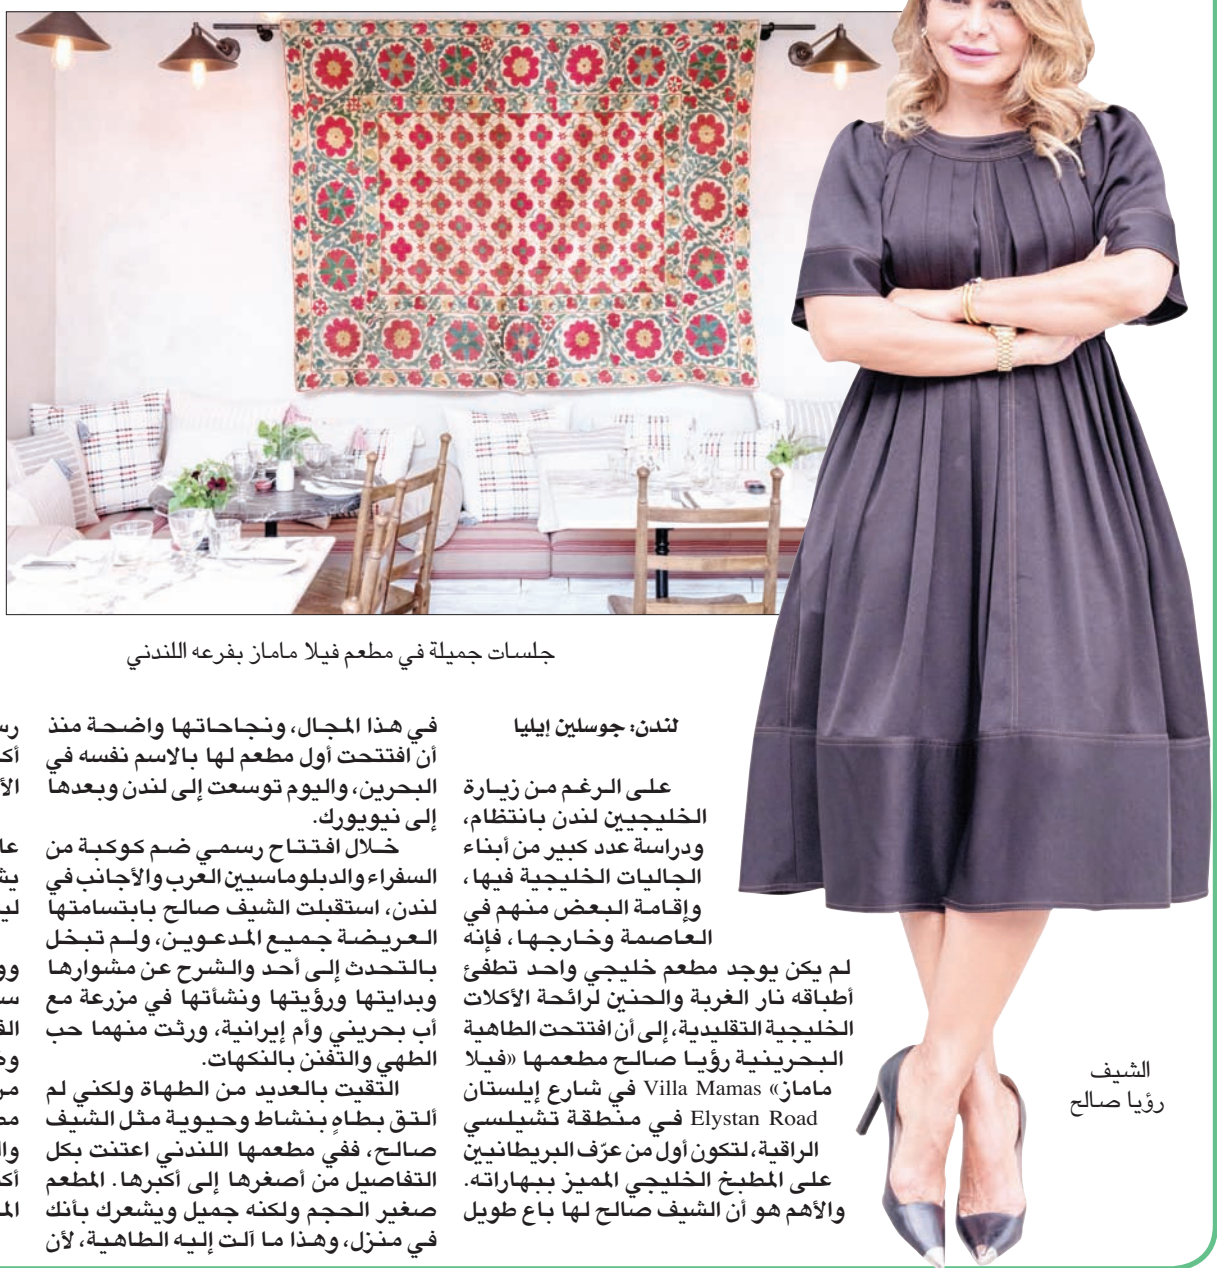 جلسات جميلة في مطعم فيلا ماماز بفرعه اللندني
الشيف
رؤيا صالح
لندن: جوسلين إيليا
على الرغم من زيارة
الخليجيين لندن بانتظام،
ودراسة عدد كبير من أبناء
الجاليات الخليجية فيها،
وإقامة البعض منهم في
العاصمة وخارجها، فإنه
لم يكن يوجد مطعم خليجي واحد تطفئ
أطباقه نار الغربة والحنين لرائحة الأكلات
الخليجية التقليدية، إلى أن افتتحت الطاهية
البحرينية رؤيا صالح مطعمها «فيلا
ماماز» Villa Mamas في شارع إيلستان
Elystan Road في منطقة تشيلسي
الراقية، لتكون أول من عرّف البريطانيين
على المطبخ الخليجي المميز ببهاراته.
والأهم هو أن الشيف صالح لها باع طويل
في هذا المجال، ونجاحاتها واضحة منذ
أن افتتحت أول مطعم لها بالاسم نفسه في
البحرين، واليوم توسعت إلى لندن وبعدها
إلى نيويورك.
خلال افتتاح رسمي ضم كوكبة من
السفراء والدبلوماسيين العرب والأجانب في
لندن، استقبلت الشيف صالح بابتسامتها
العريضة جميع المدعوين، ولم تبخل
بالتحدث إلى أحد والشرح عن مشوارها
وبدايتها ورؤيتها ونشأتها في مزرعة مع
أب بحريني وأم إيرانية، ورثت منهما حب
الطهي والتفنن بالنكهات.
التقيت بالعديد من الطهاة ولكني لم
ألتق بطاهٍ بنشاط وحيوية مثل الشيف
صالح، ففي مطعمها اللندني اعتنت بكل
التفاصيل من أصغرها إلى أكبرها. المطعم
صغير الحجم ولكنه جميل ويشعرك بأنك
في منزل، وهذا ما آلت إليه الطاهية، لأن